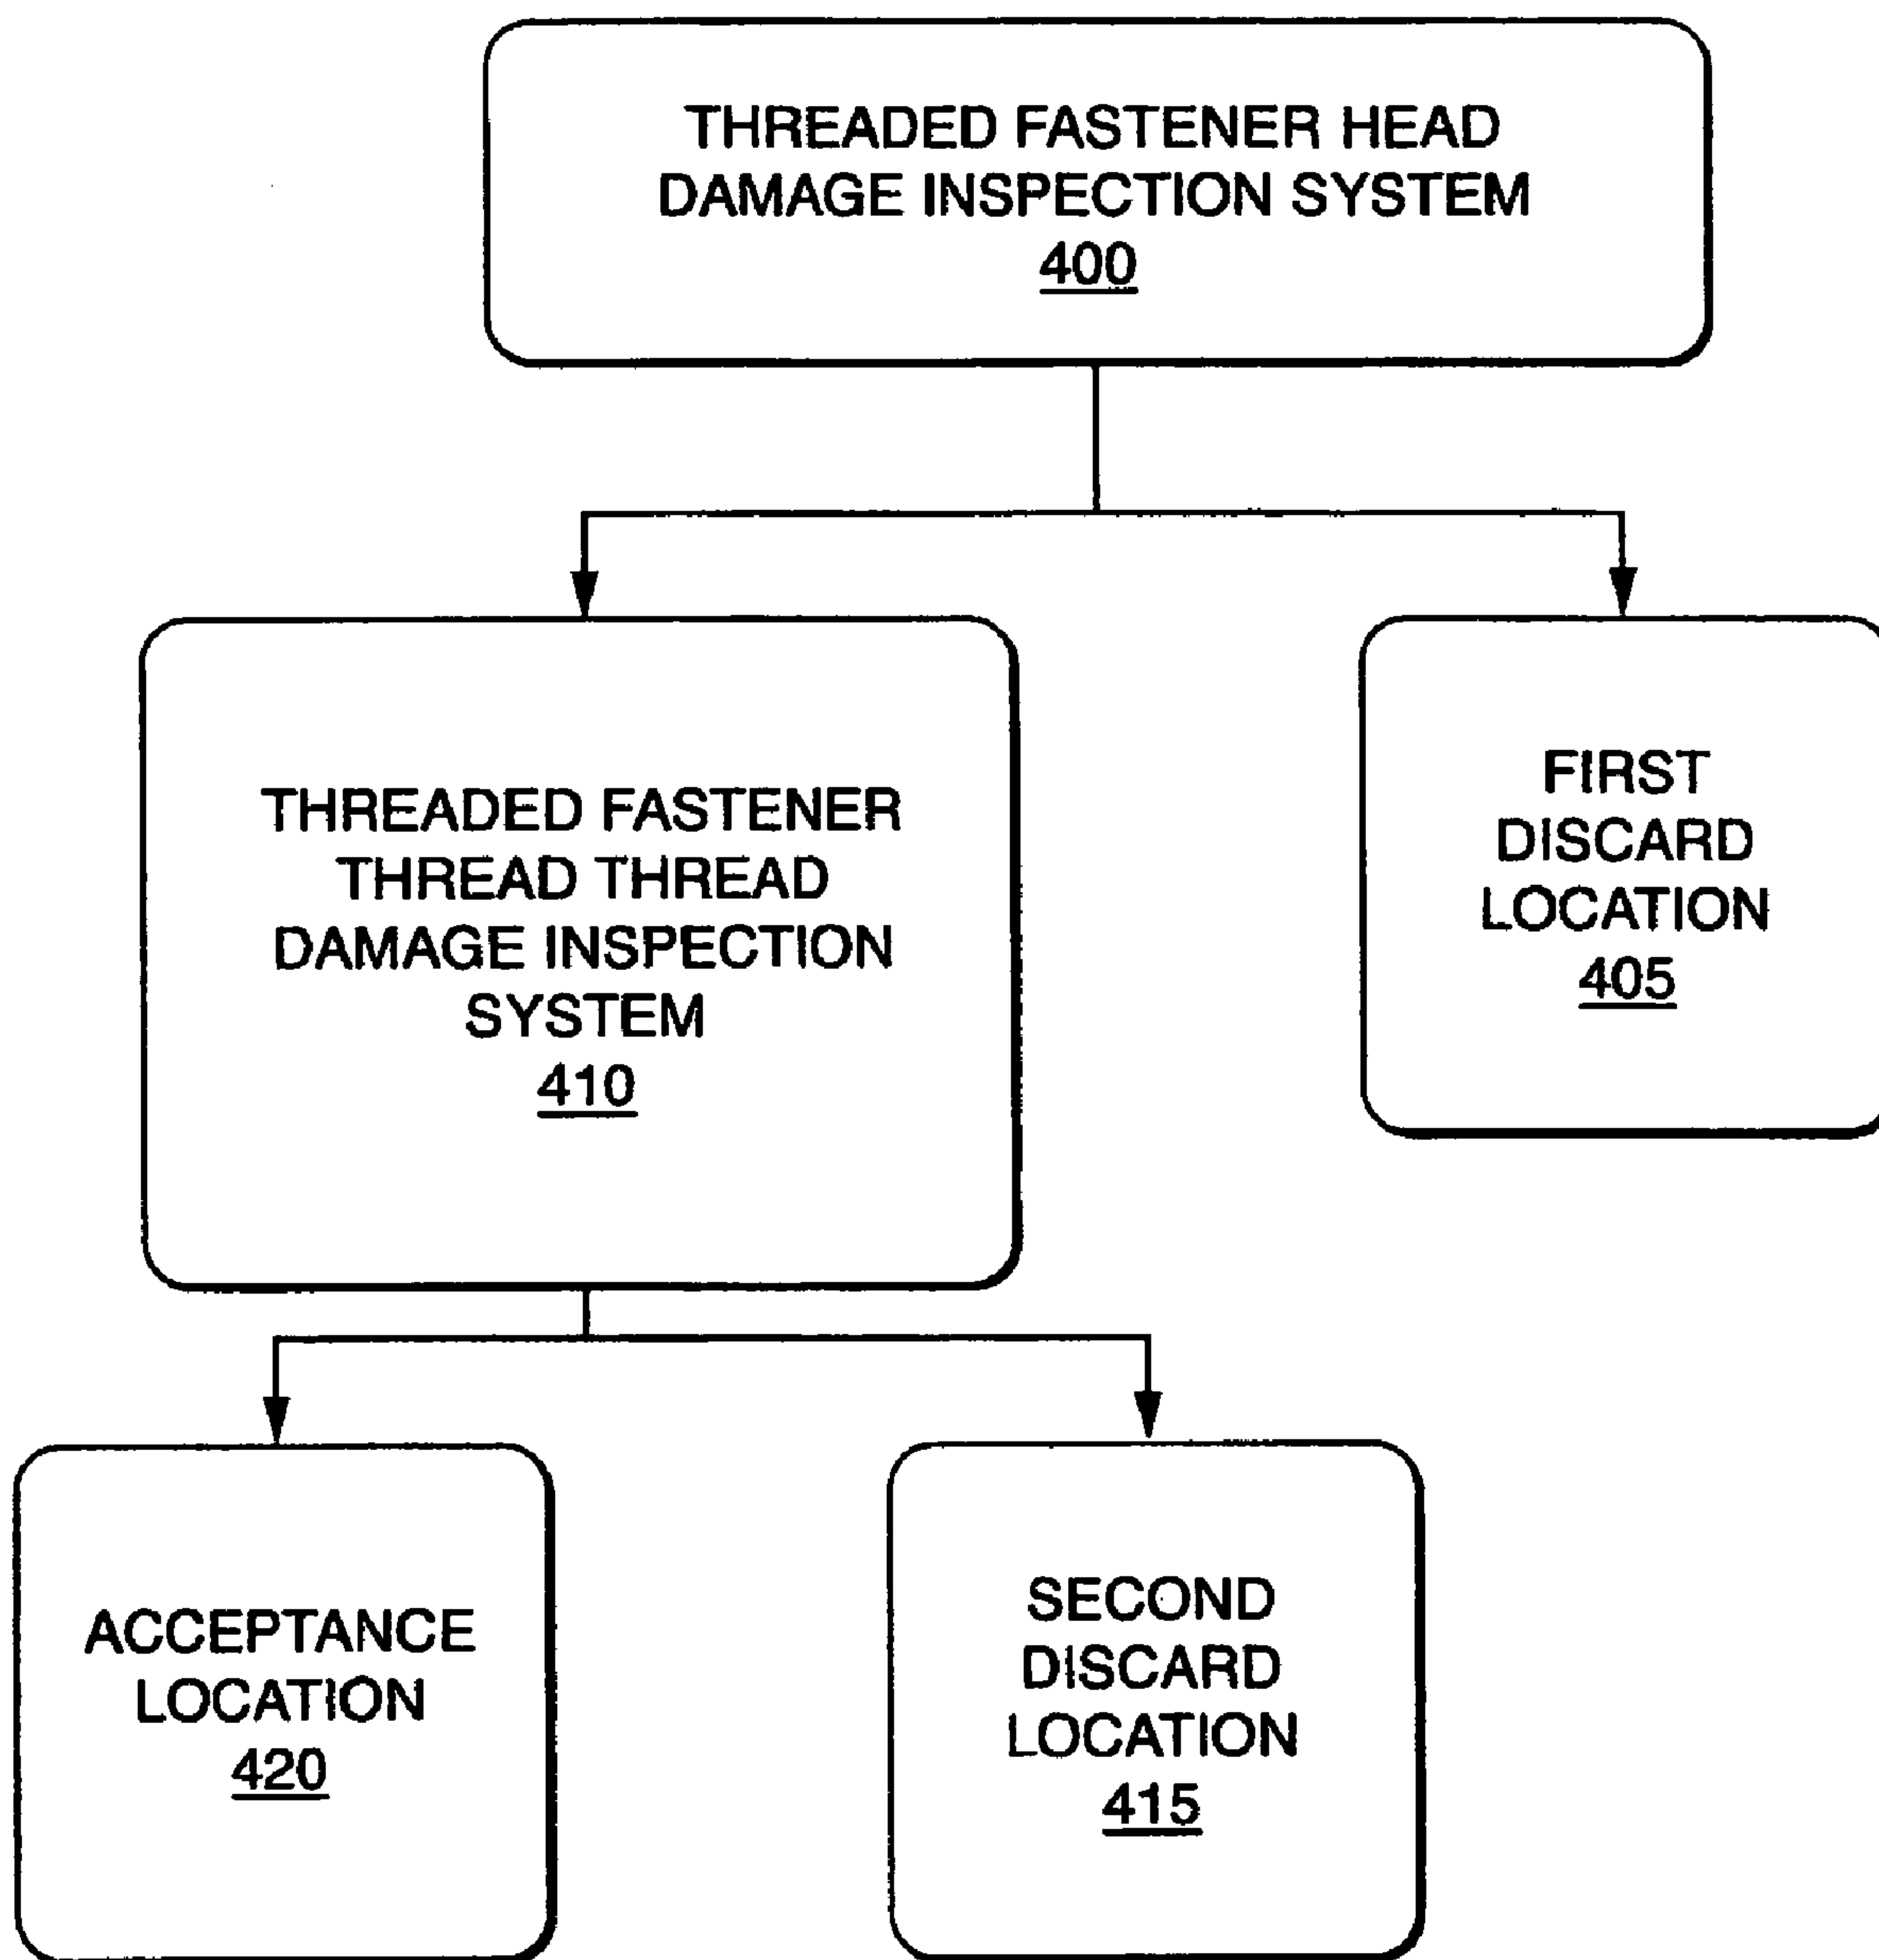 THREADED FASTENER HEAD
DAMAGE INSPECTION SYSTEM
400
THREADED FASTENER
THREAD THREAD
DAMAGE INSPECTION
SYSTEM
410
FIRST
DISCARD
LOCATION
405
ACCEPTANCE
LOCATION
420
SECOND
DISCARD
LOCATION
415